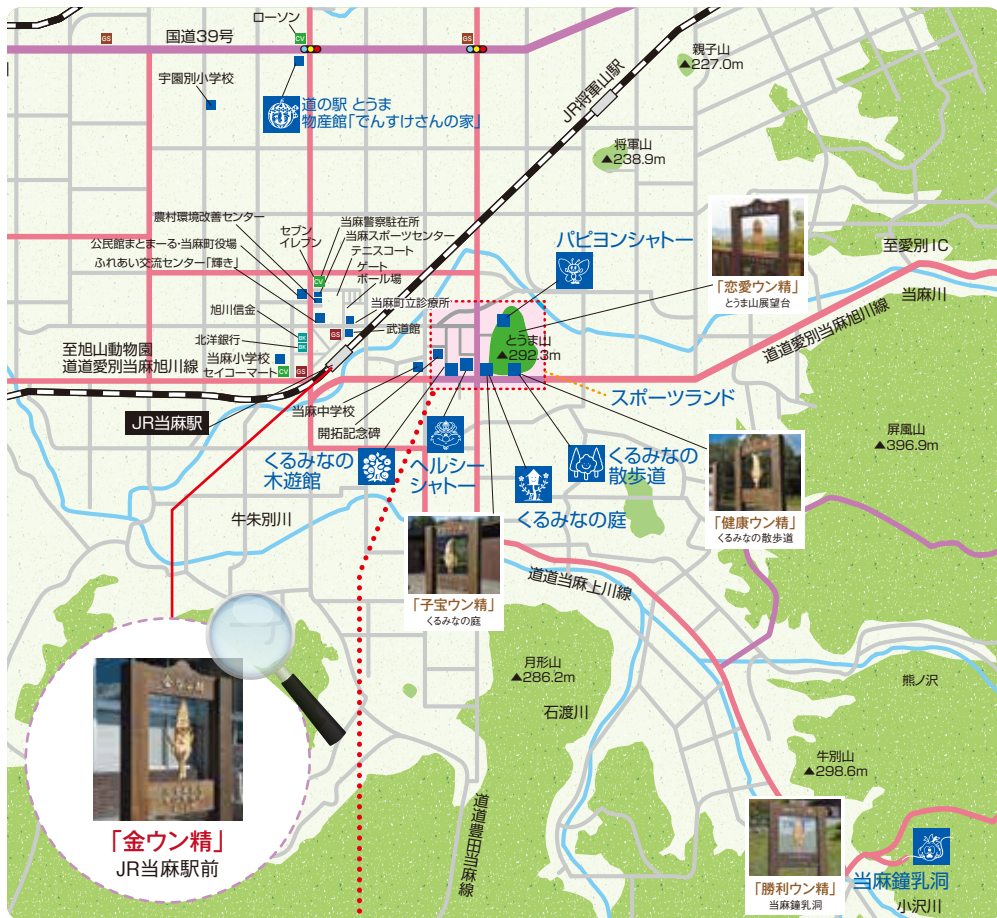 ローソン
GS
国道39号
CV
GS
親子山
▲227.0m
宇園別小学校
JR将軍山駅
道の駅 とうま
物産館「でんすけさんの家」
将軍山
▲238.9m
農村環境改善センター
当麻警察駐在所
セブン
イレブン
当麻スポーツセンター
公民館まとまーる・当麻町役場
テニスコート
パピヨンシャトー
至愛別IC
ふれあい交流センター「輝き」
ゲート
ボール場
CV
「恋愛ウン精」
とうま山展望台
当麻川
旭川信金
当麻町立診療所
武道館
GS
北洋銀行
BK
BK
とうま山
▲292.3m
道道愛別当麻旭川線
至旭山動物園
道道愛別当麻旭川線
当麻小学校
セイコーマート
CV
GS
スポーツランド
JR当麻駅
当麻中学校
開拓記念碑
屏風山
▲396.9m
くるみなの
木遊館
ヘルシー
シャトー
くるみなの
散歩道
くるみなの庭
牛朱別川
「健康ウン精」
くるみなの散歩道
道道当麻上川線
「子宝ウン精」
くるみなの庭
月形山
▲286.2m
熊ノ沢
金ウン精
石渡川
牛別山
▲298.6m
道道豊田当麻線
「金ウン精」
JR当麻駅前
「勝利ウン精」
当麻鐘乳洞
当麻鐘乳洞
小沢川